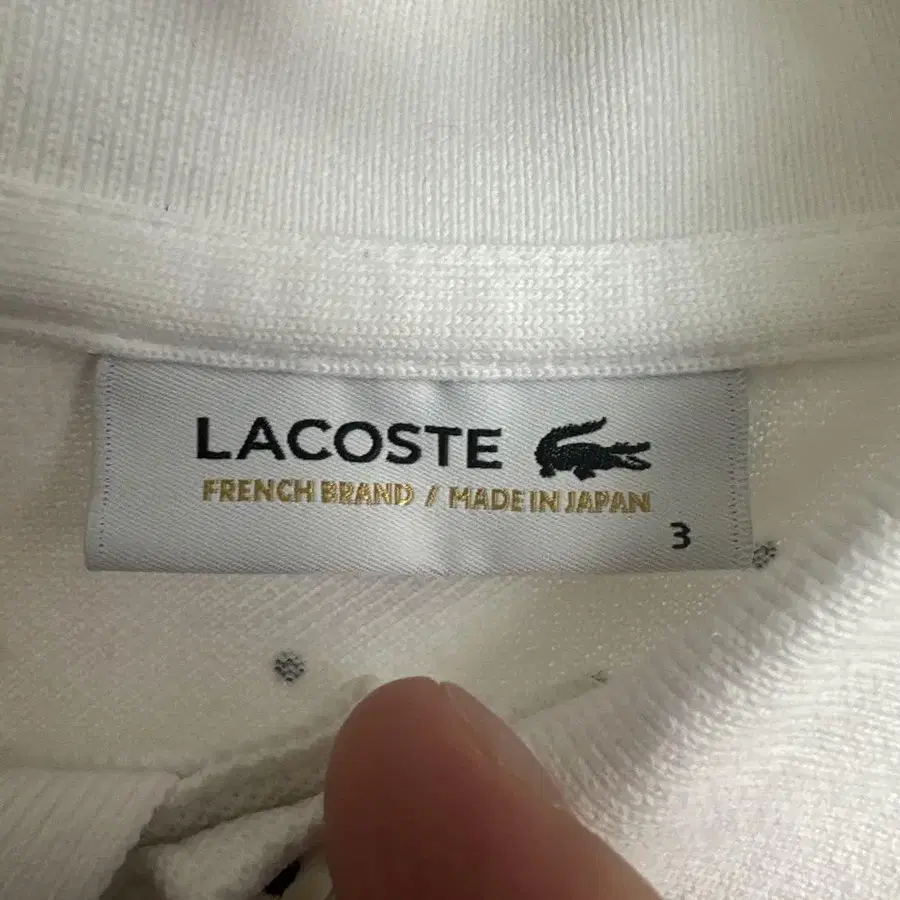 LACOSTE
FRENCH BRAND / MADE IN JAPAN
3